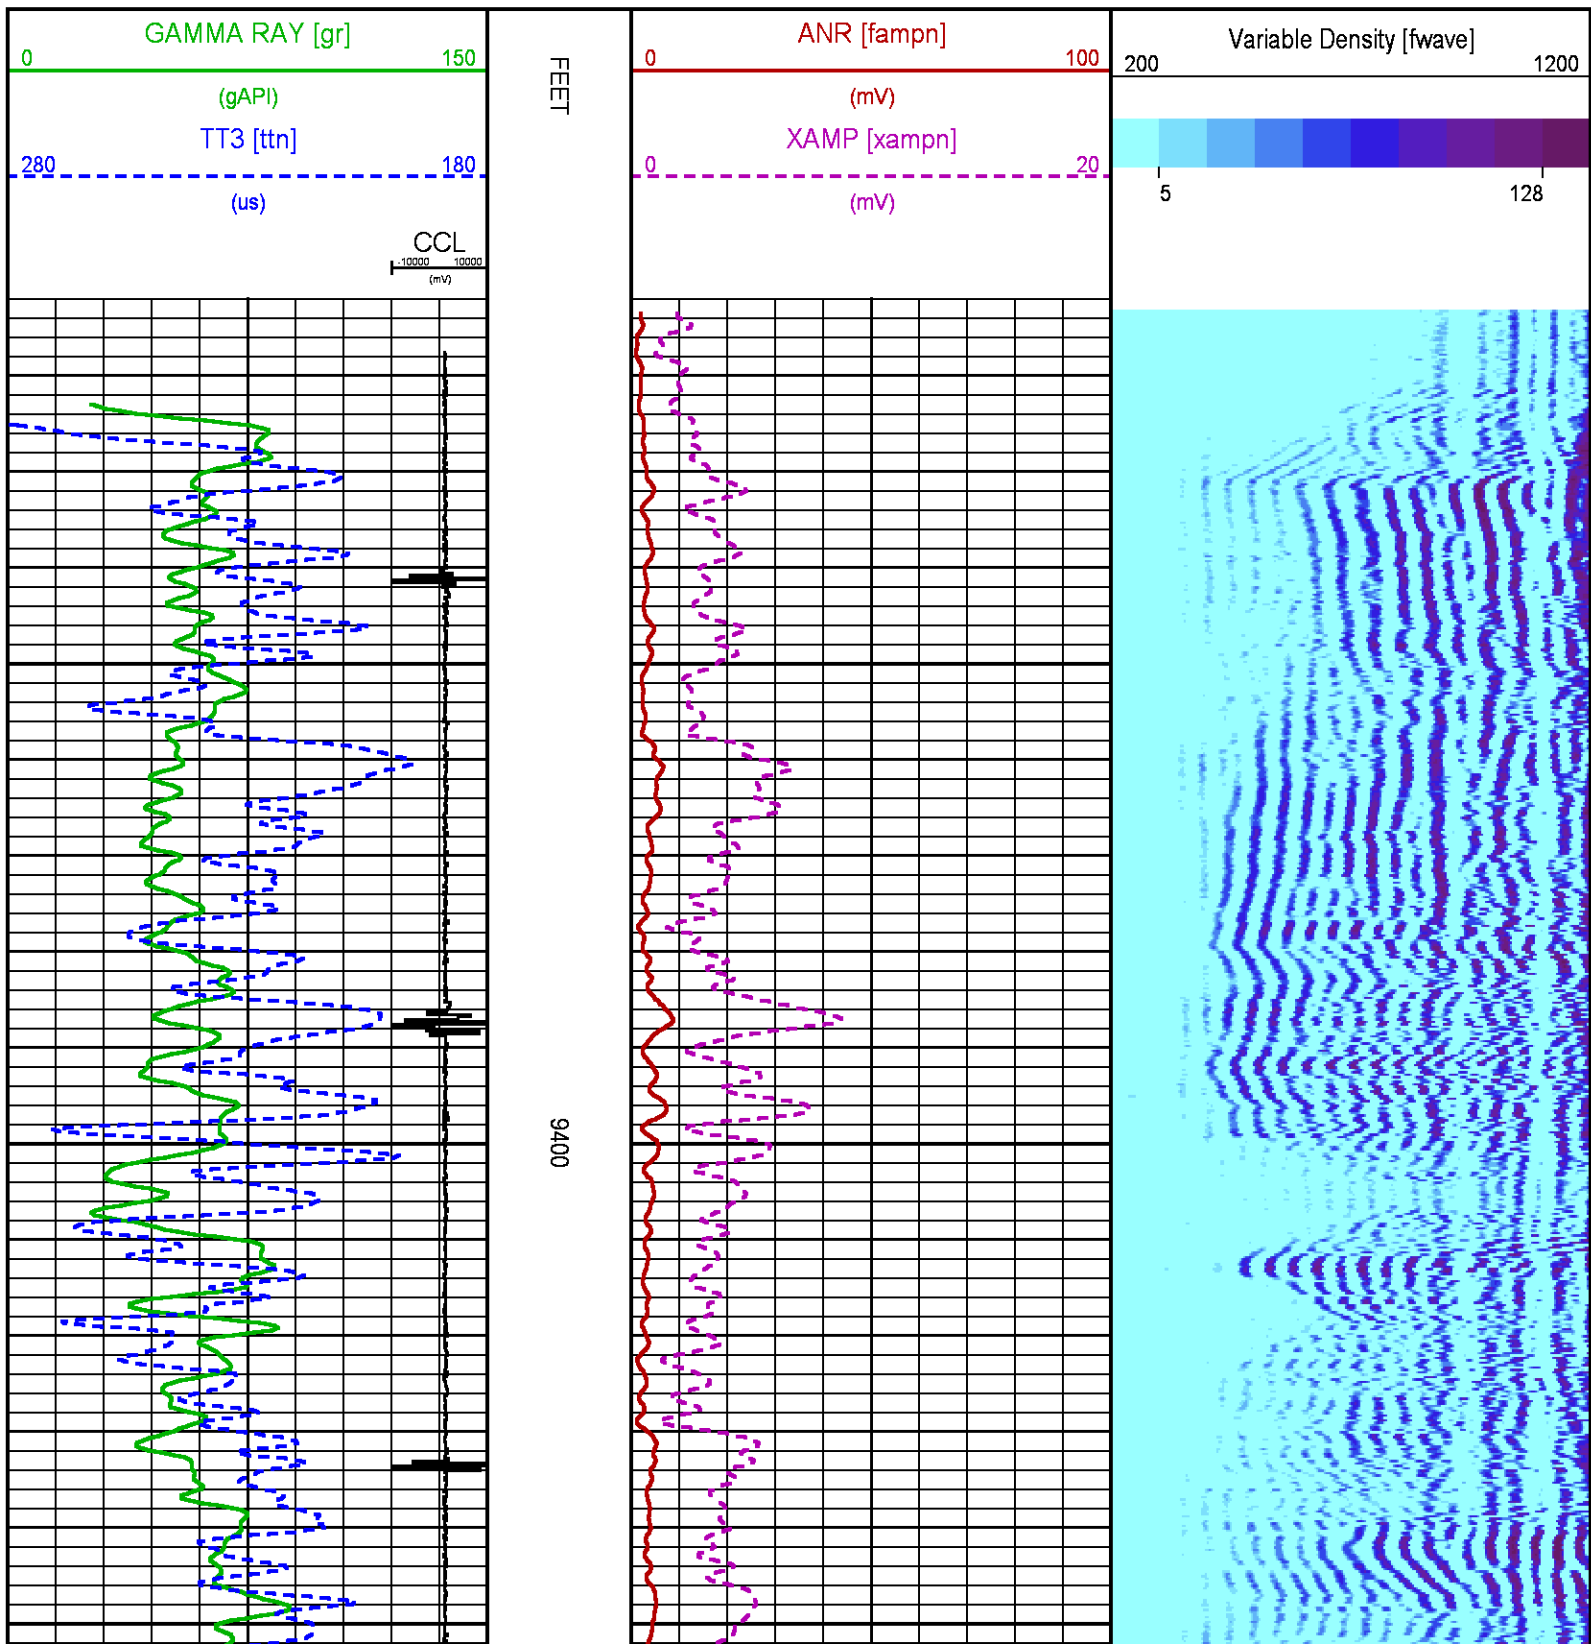 GAMMA RAY [gr]
0 150
(gAPI)
TT3 [ttn]
280 180
(us)
CCL
-10000 10000
(mV)
FEET
9400
ANR [fampn]
0 100
(mV)
XAMP [xampn]
0 20
(mV)
Variable Density [fwave]
200 1200
5 128